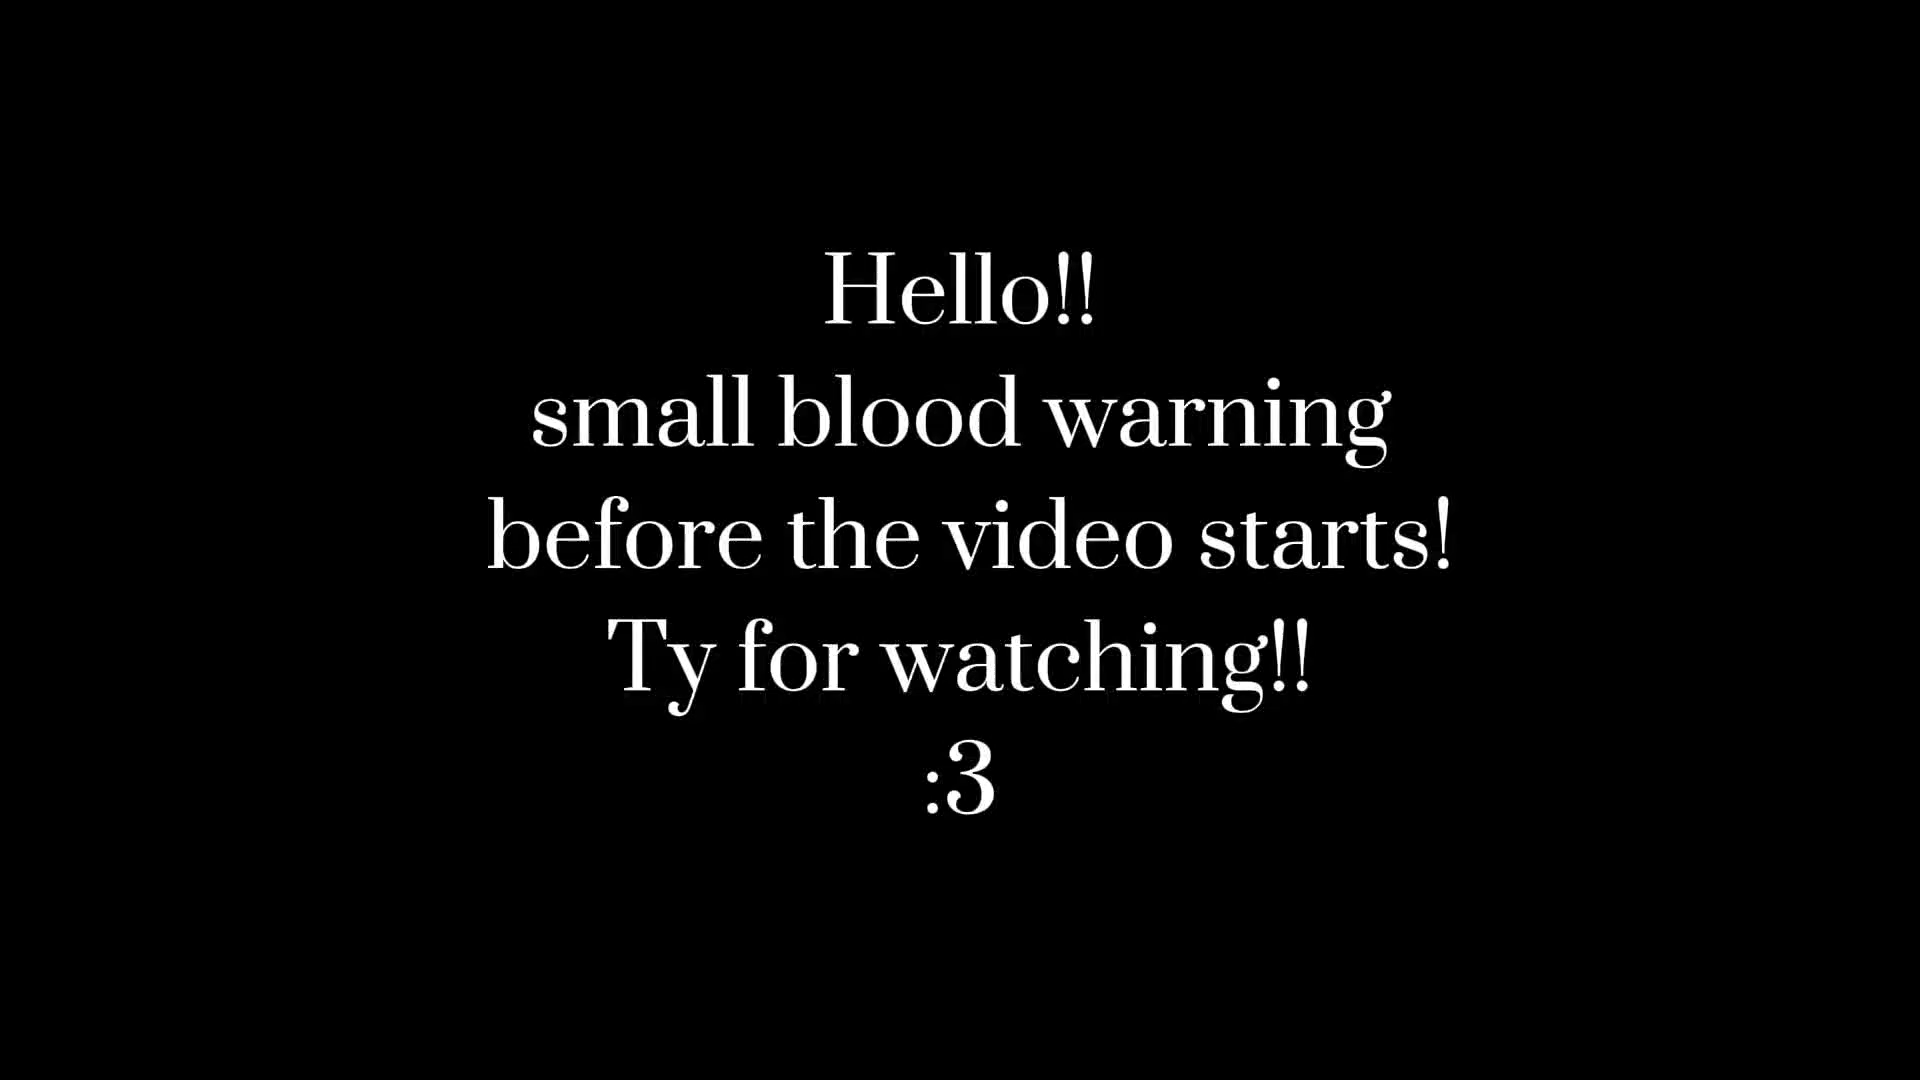 Hello!!
small blood warning
before the video starts!
Ty for watching!!
:3